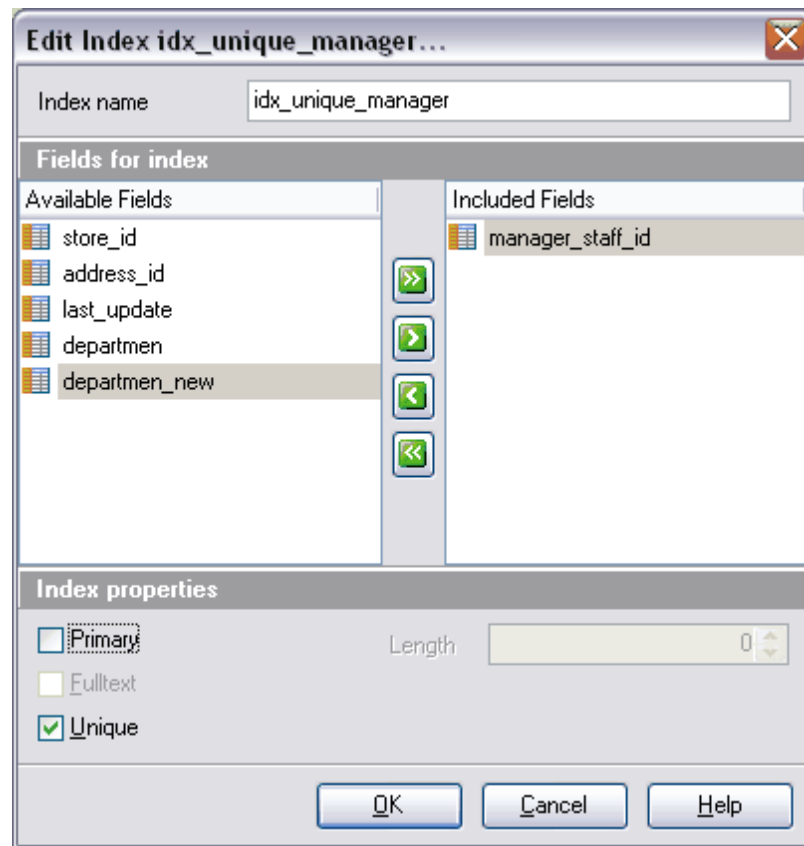 Edit Index idx_unique_manager...
Index name idx_unique_manager
Fields for index
Available Fields Included Fields
store_id manager_staff_id
address_id
last_update
departmen
departmen_new
Index properties
Primary Length 0
Fulltext
Unique
OK Cancel Help